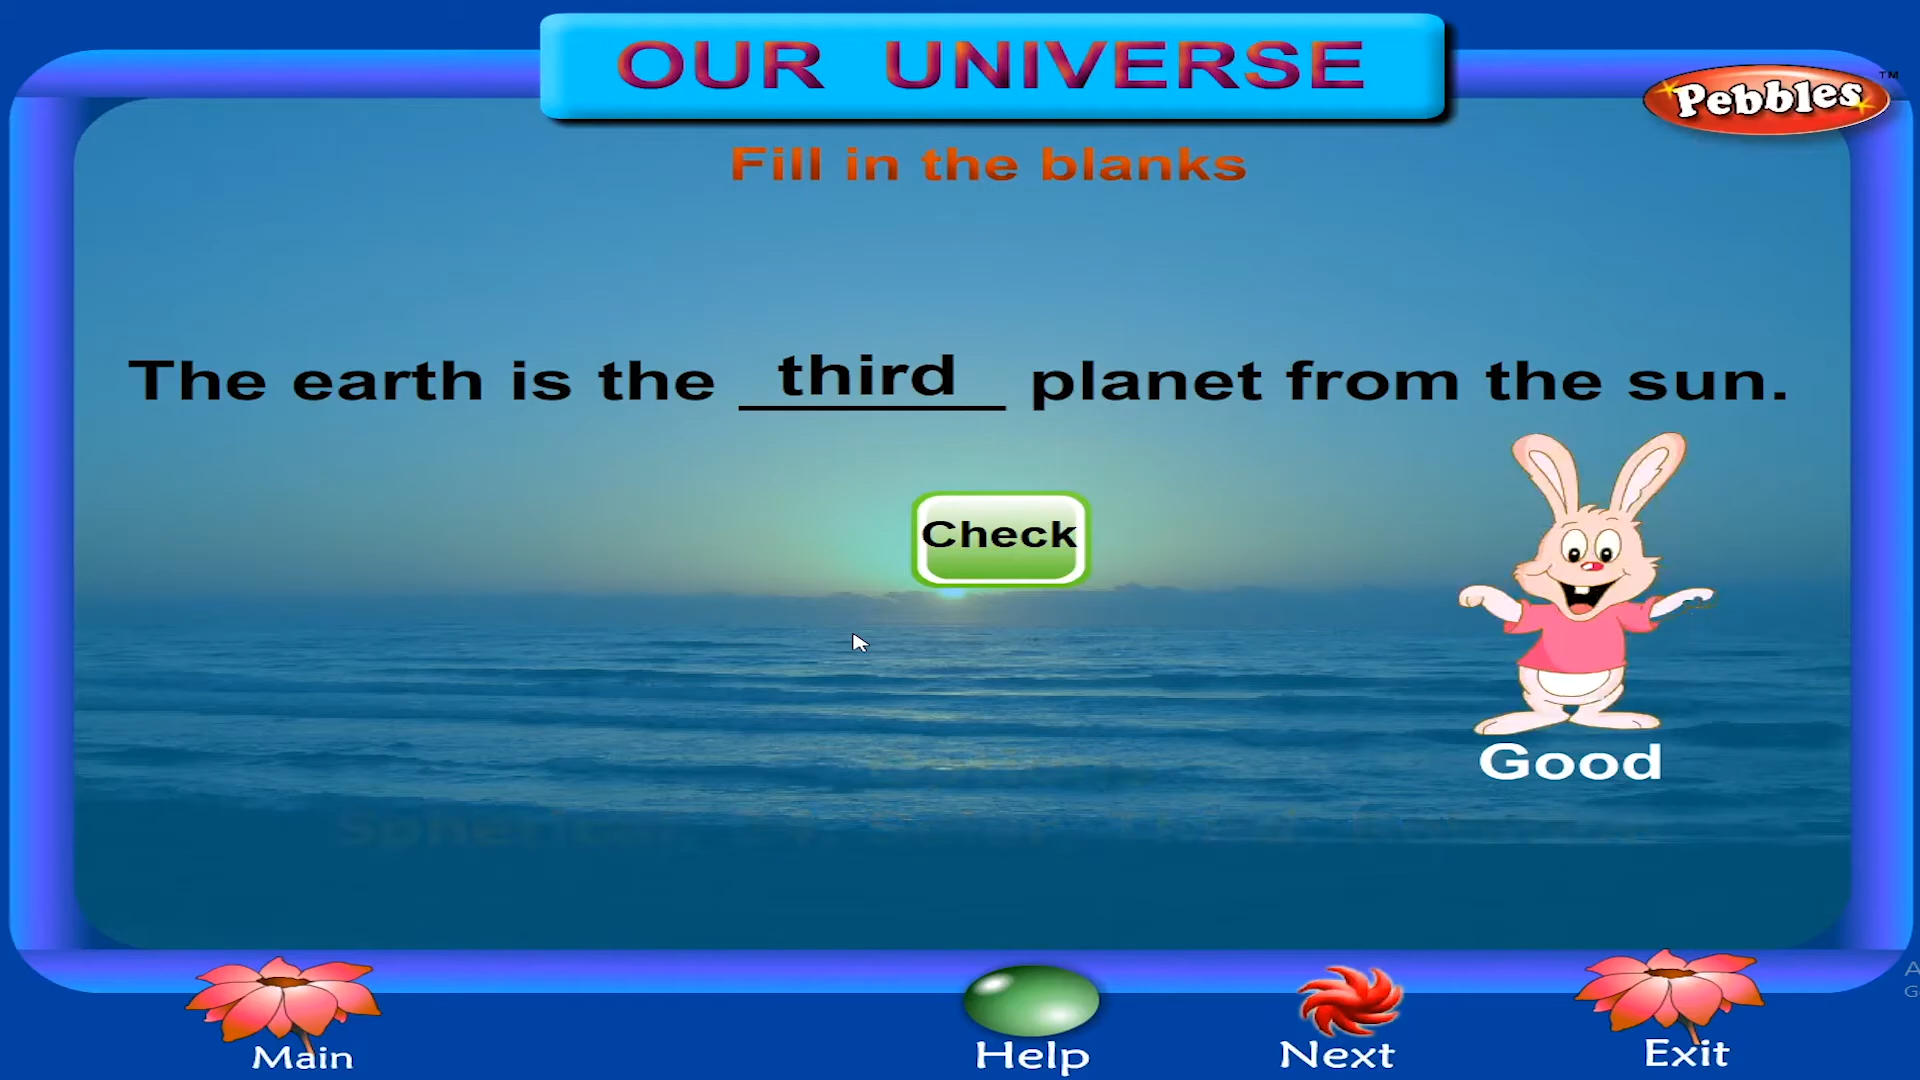 OUR UNIVERSE
Pebbles™
Fill in the blanks
The earth is the third planet from the sun.
Check
Good
Main
Help
Next
Exit